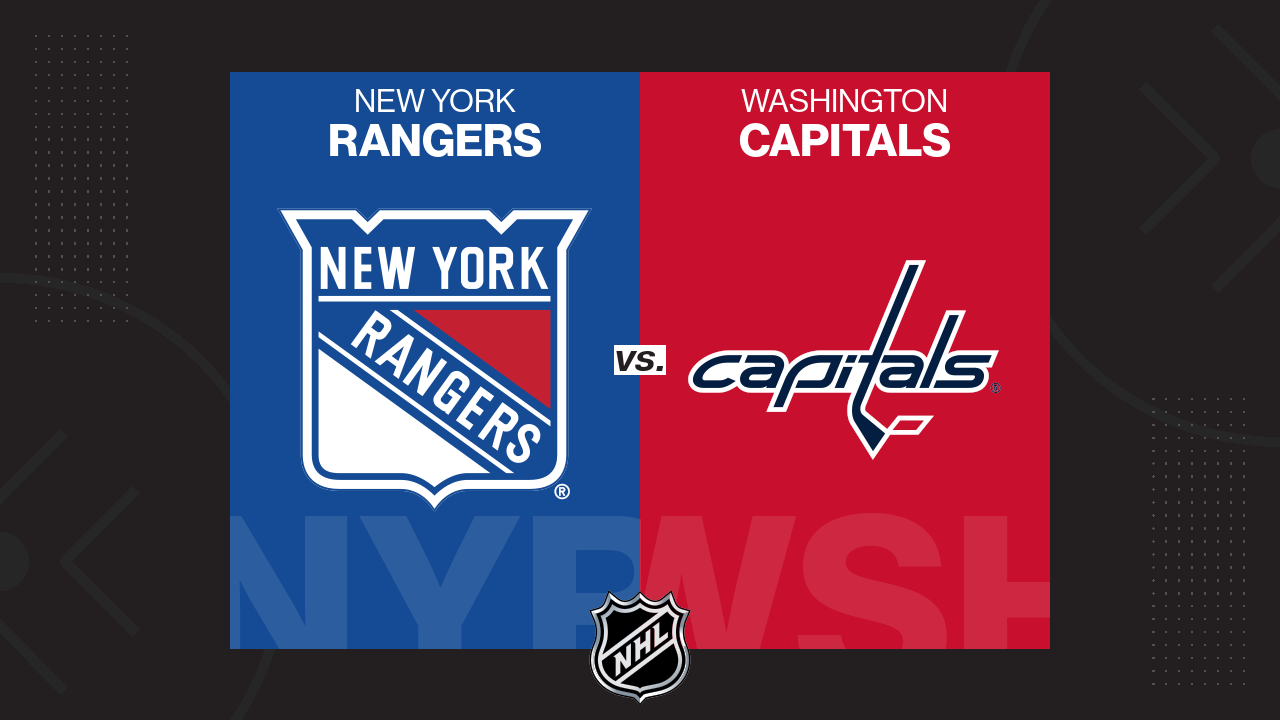 NEW YORK
RANGERS
WASHINGTON
CAPITALS
NEW YORK
RANGERS
®
vs.
capitals
®
NYR
WSH
NHL